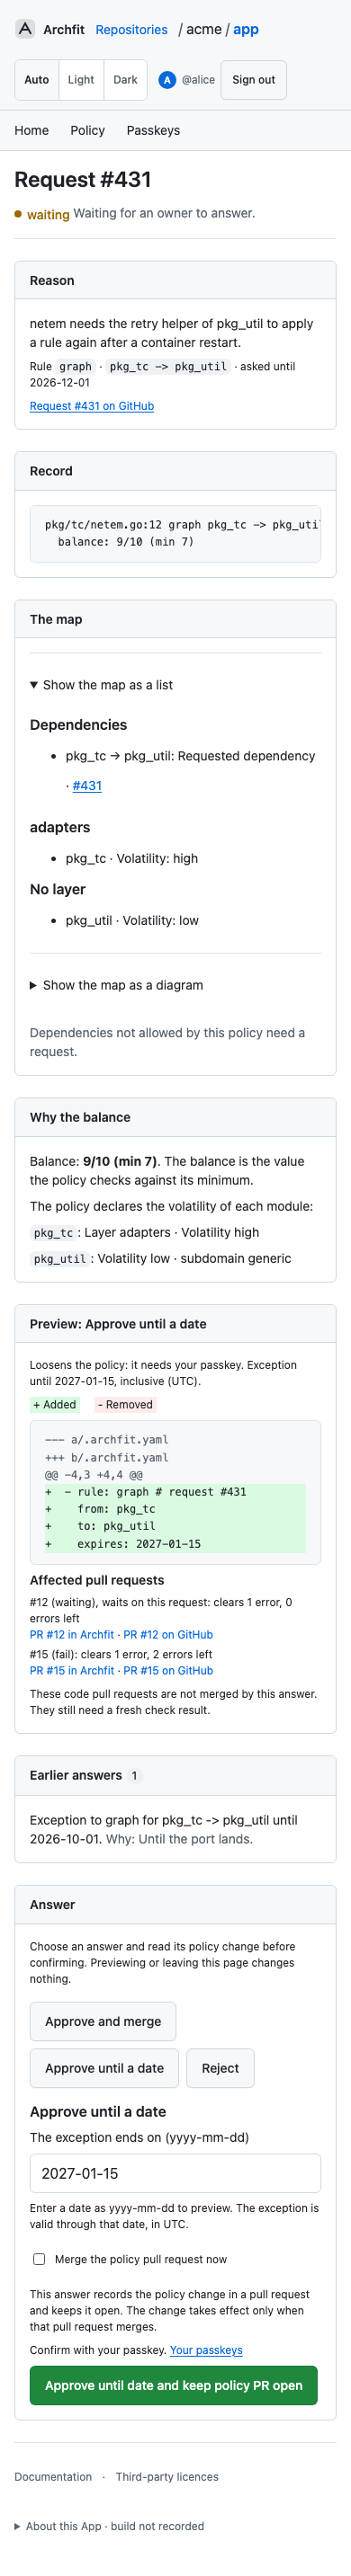 Archfit Repositories / acme / app
Auto Light Dark A @alice Sign out
Home Policy Passkeys
Request #431
waiting Waiting for an owner to answer.
Reason
netem needs the retry helper of pkg_util to apply
a rule again after a container restart.
Rule graph · pkg_tc -> pkg_util · asked until
2026-12-01
Request #431 on GitHub
Record
pkg/tc/netem.go:12 graph pkg_tc -> pkg_util
balance: 9/10 (min 7)
The map
Show the map as a list
Dependencies
pkg_tc → pkg_util: Requested dependency
· #431
adapters
pkg_tc · Volatility: high
No layer
pkg_util · Volatility: low
Show the map as a diagram
Dependencies not allowed by this policy need a
request.
Why the balance
Balance: 9/10 (min 7). The balance is the value
the policy checks against its minimum.
The policy declares the volatility of each module:
pkg_tc: Layer adapters · Volatility high
pkg_util: Volatility low · subdomain generic
Preview: Approve until a date
Loosens the policy: it needs your passkey. Exception
until 2027-01-15, inclusive (UTC).
+ Added - Removed
--- a/.archfit.yaml
+++ b/.archfit.yaml
@@ -4,3 +4,4 @@
+  - rule: graph # request #431
+    from: pkg_tc
+    to: pkg_util
+    expires: 2027-01-15
Affected pull requests
#12 (waiting), waits on this request: clears 1 error, 0
errors left
PR #12 in Archfit · PR #12 on GitHub
#15 (fail): clears 1 error, 2 errors left
PR #15 in Archfit · PR #15 on GitHub
These code pull requests are not merged by this answer.
They still need a fresh check result.
Earlier answers 1
Exception to graph for pkg_tc -> pkg_util until
2026-10-01. Why: Until the port lands.
Answer
Choose an answer and read its policy change before
confirming. Previewing or leaving this page changes
nothing.
Approve and merge
Approve until a date Reject
Approve until a date
The exception ends on (yyyy-mm-dd)
2027-01-15
Enter a date as yyyy-mm-dd to preview. The exception is
valid through that date, in UTC.
Merge the policy pull request now
This answer records the policy change in a pull request
and keeps it open. The change takes effect only when
that pull request merges.
Confirm with your passkey. Your passkeys
Approve until date and keep policy PR open
Documentation · Third-party licences
About this App · build not recorded